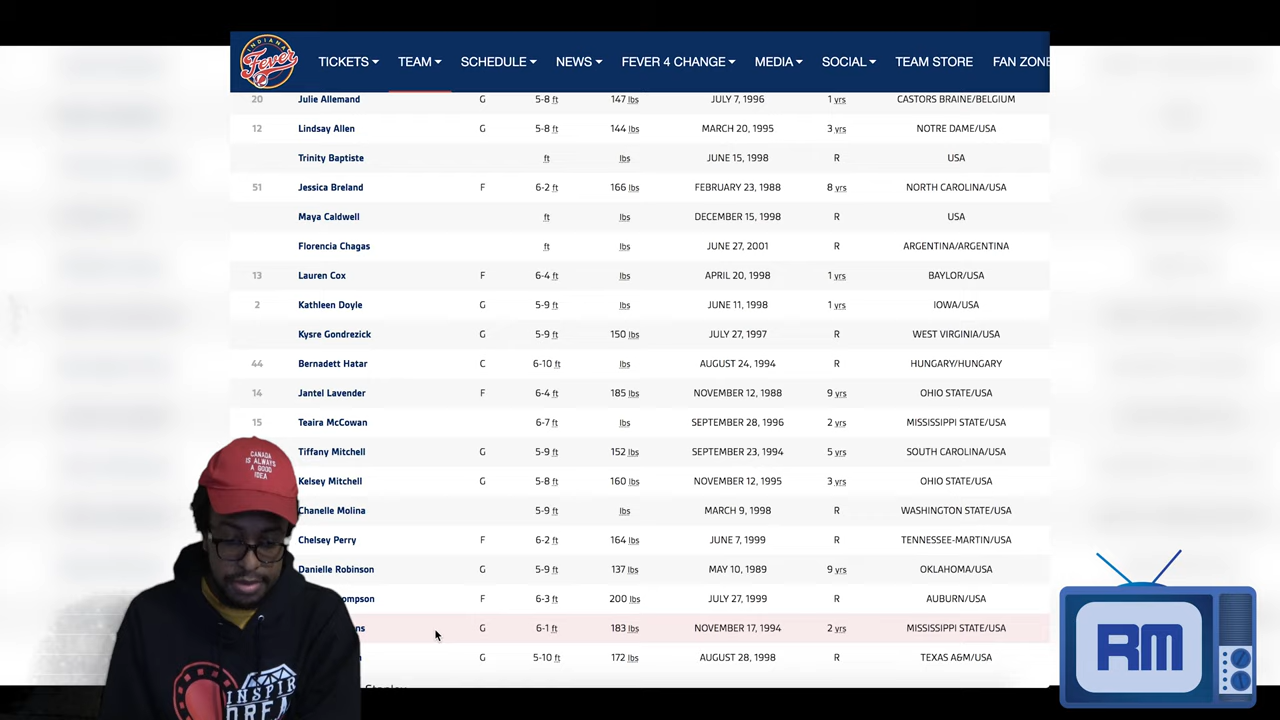 INDIANA
Fever
TICKETS TEAM SCHEDULE NEWS FEVER 4 CHANGE MEDIA SOCIAL TEAM STORE FAN ZONE
20 Julie Allemand G 5-8 ft 147 lbs JULY 7, 1996 1 yrs CASTORS BRAINE/BELGIUM
12 Lindsay Allen G 5-8 ft 144 lbs MARCH 20, 1995 3 yrs NOTRE DAME/USA
Trinity Baptiste ft lbs JUNE 15, 1998 R USA
51 Jessica Breland F 6-2 ft 166 lbs FEBRUARY 23, 1988 8 yrs NORTH CAROLINA/USA
Maya Caldwell ft lbs DECEMBER 15, 1998 R USA
Florencia Chagas ft lbs JUNE 27, 2001 R ARGENTINA/ARGENTINA
13 Lauren Cox F 6-4 ft lbs APRIL 20, 1998 1 yrs BAYLOR/USA
2 Kathleen Doyle G 5-9 ft lbs JUNE 11, 1998 1 yrs IOWA/USA
Kysre Gondrezick G 5-9 ft 150 lbs JULY 27, 1997 R WEST VIRGINIA/USA
44 Bernadett Hatar C 6-10 ft lbs AUGUST 24, 1994 R HUNGARY/HUNGARY
14 Jantel Lavender F 6-4 ft 185 lbs NOVEMBER 12, 1988 9 yrs OHIO STATE/USA
15 Teaira McCowan 6-7 ft lbs SEPTEMBER 28, 1996 2 yrs MISSISSIPPI STATE/USA
Tiffany Mitchell G 5-9 ft 152 lbs SEPTEMBER 23, 1994 5 yrs SOUTH CAROLINA/USA
Kelsey Mitchell G 5-8 ft 160 lbs NOVEMBER 12, 1995 3 yrs OHIO STATE/USA
Chanelle Molina 5-9 ft lbs MARCH 9, 1998 R WASHINGTON STATE/USA
Chelsey Perry F 6-2 ft 164 lbs JUNE 7, 1999 R TENNESSEE-MARTIN/USA
Danielle Robinson G 5-9 ft 137 lbs MAY 10, 1989 9 yrs OKLAHOMA/USA
ompson F 6-3 ft 200 lbs JULY 27, 1999 R AUBURN/USA
ns G 6-1 ft 183 lbs NOVEMBER 17, 1994 2 yrs MISSISSIPPI STATE/USA
G 5-10 ft 172 lbs AUGUST 28, 1998 R TEXAS A&M/USA
CANADA
IS ALWAYS
A GOOD
IDEA
INSPIR
DREA
RM